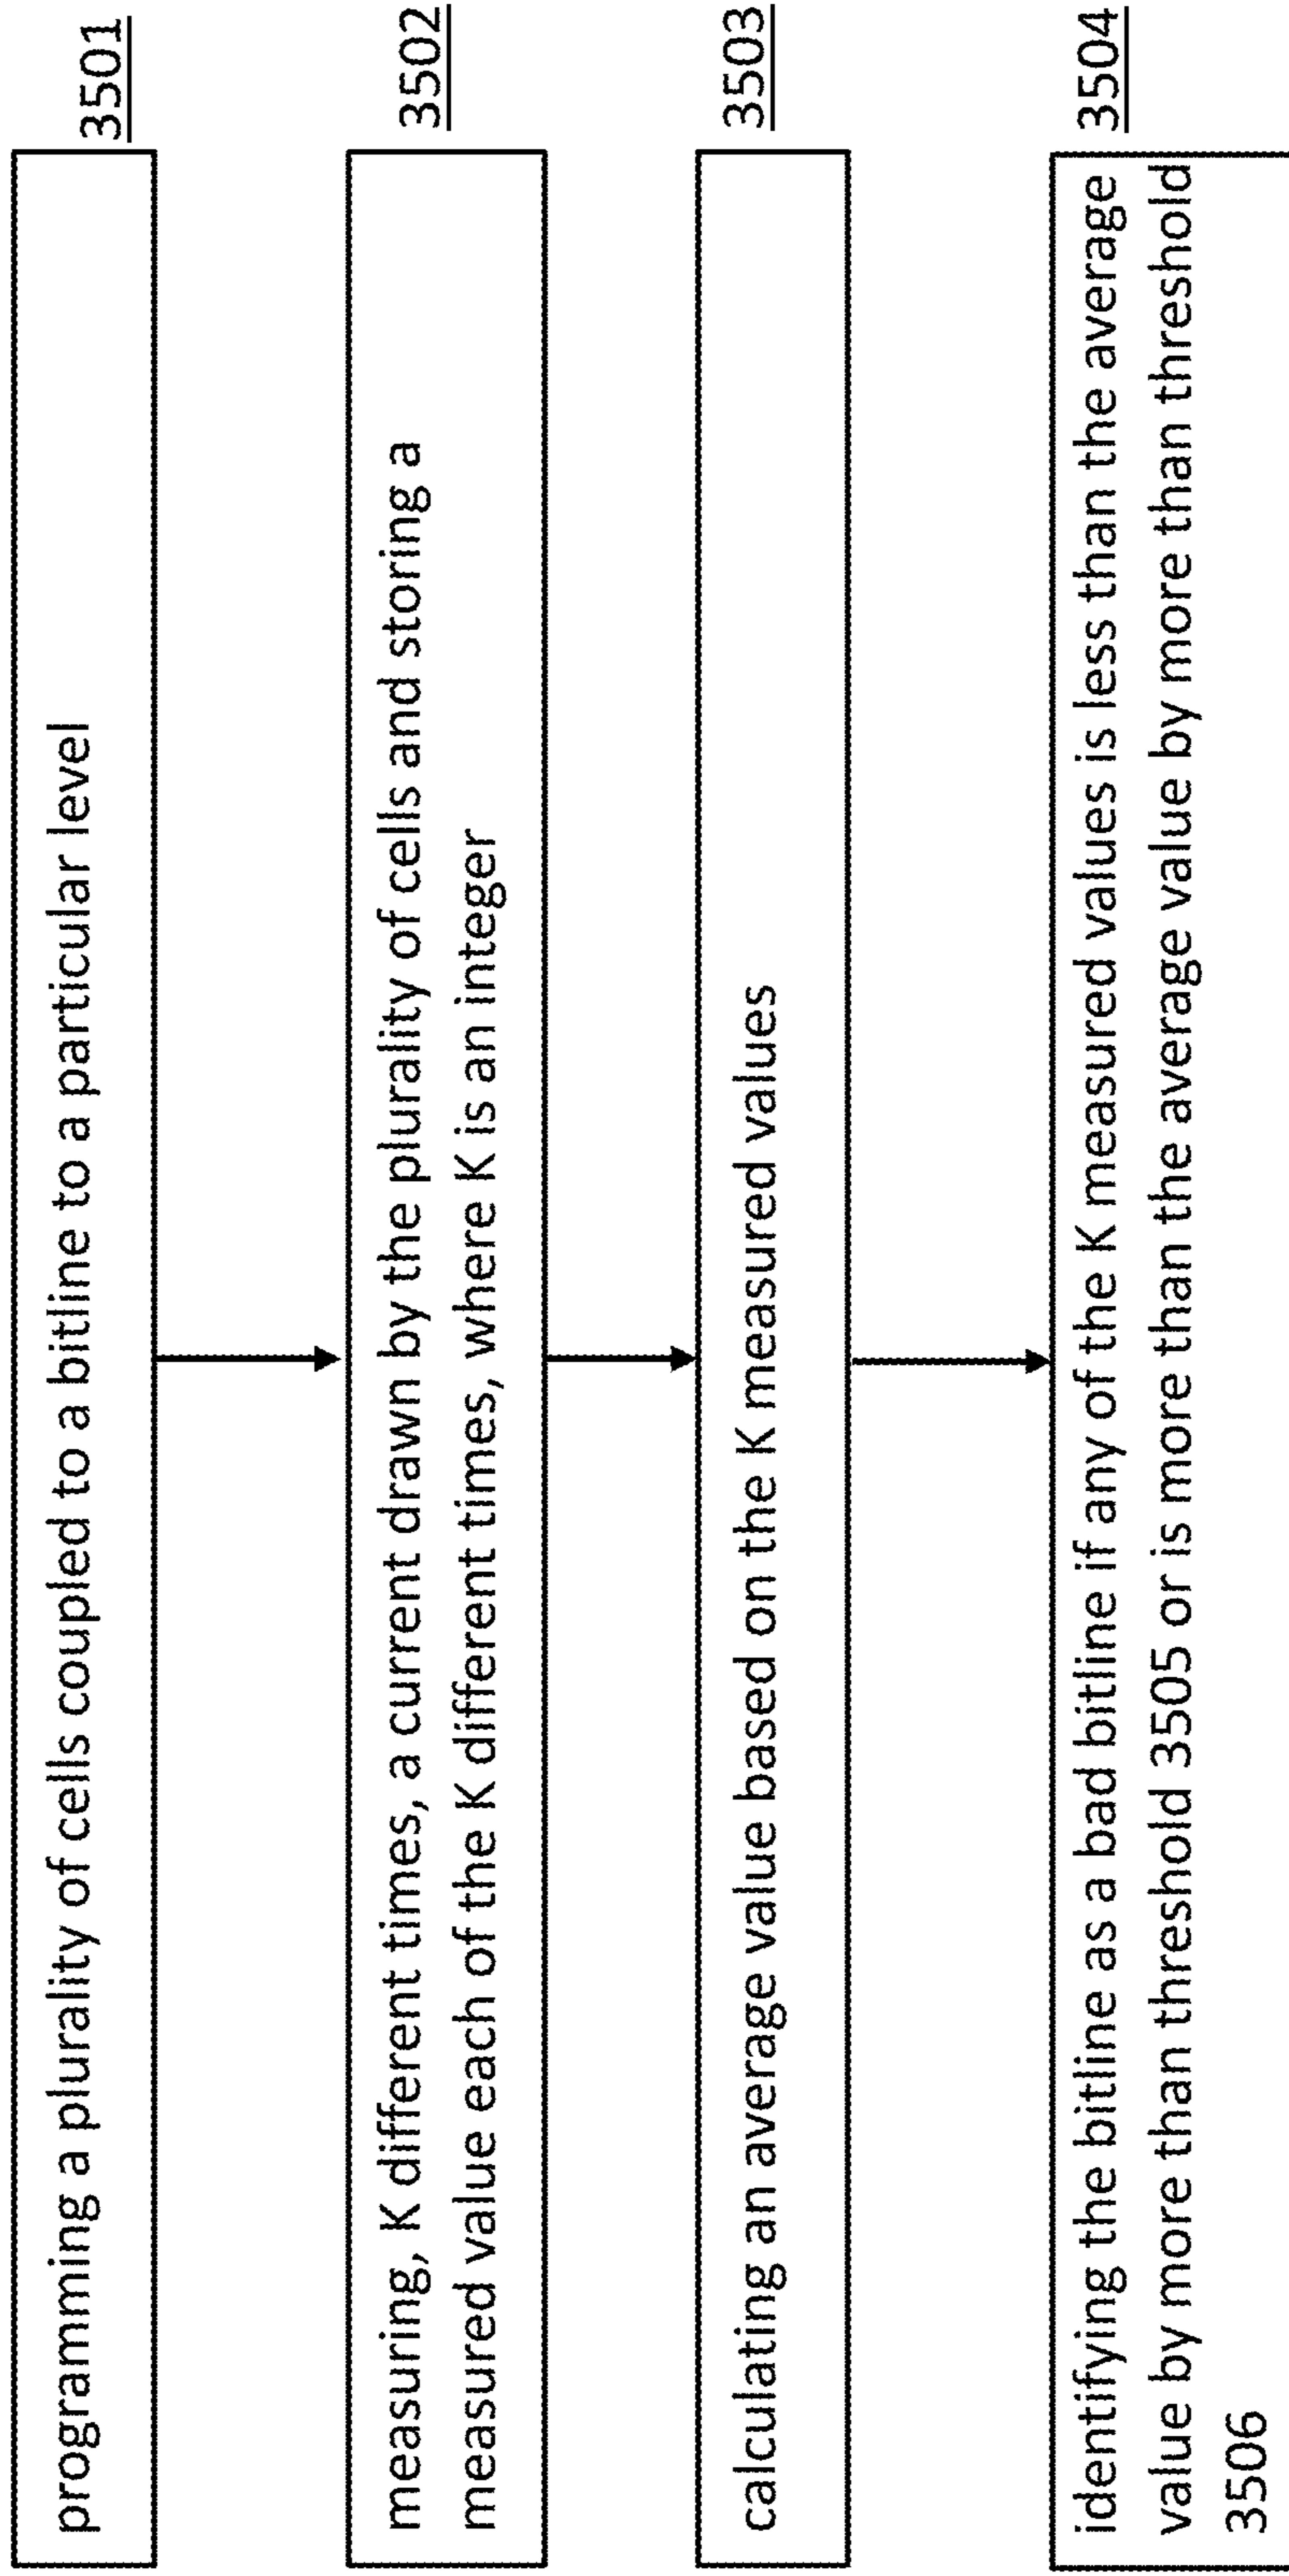 3501
programming a plurality of cells coupled to a bitline to a particular level
3502
measuring, K different times, a current drawn by the plurality of cells and storing a
measured value each of the K different times, where K is an integer
3503
calculating an average value based on the K measured values
3504
identifying the bitline as a bad bitline if any of the K measured values is less than the average
value by more than threshold 3505 or is more than the average value by more than threshold
3506